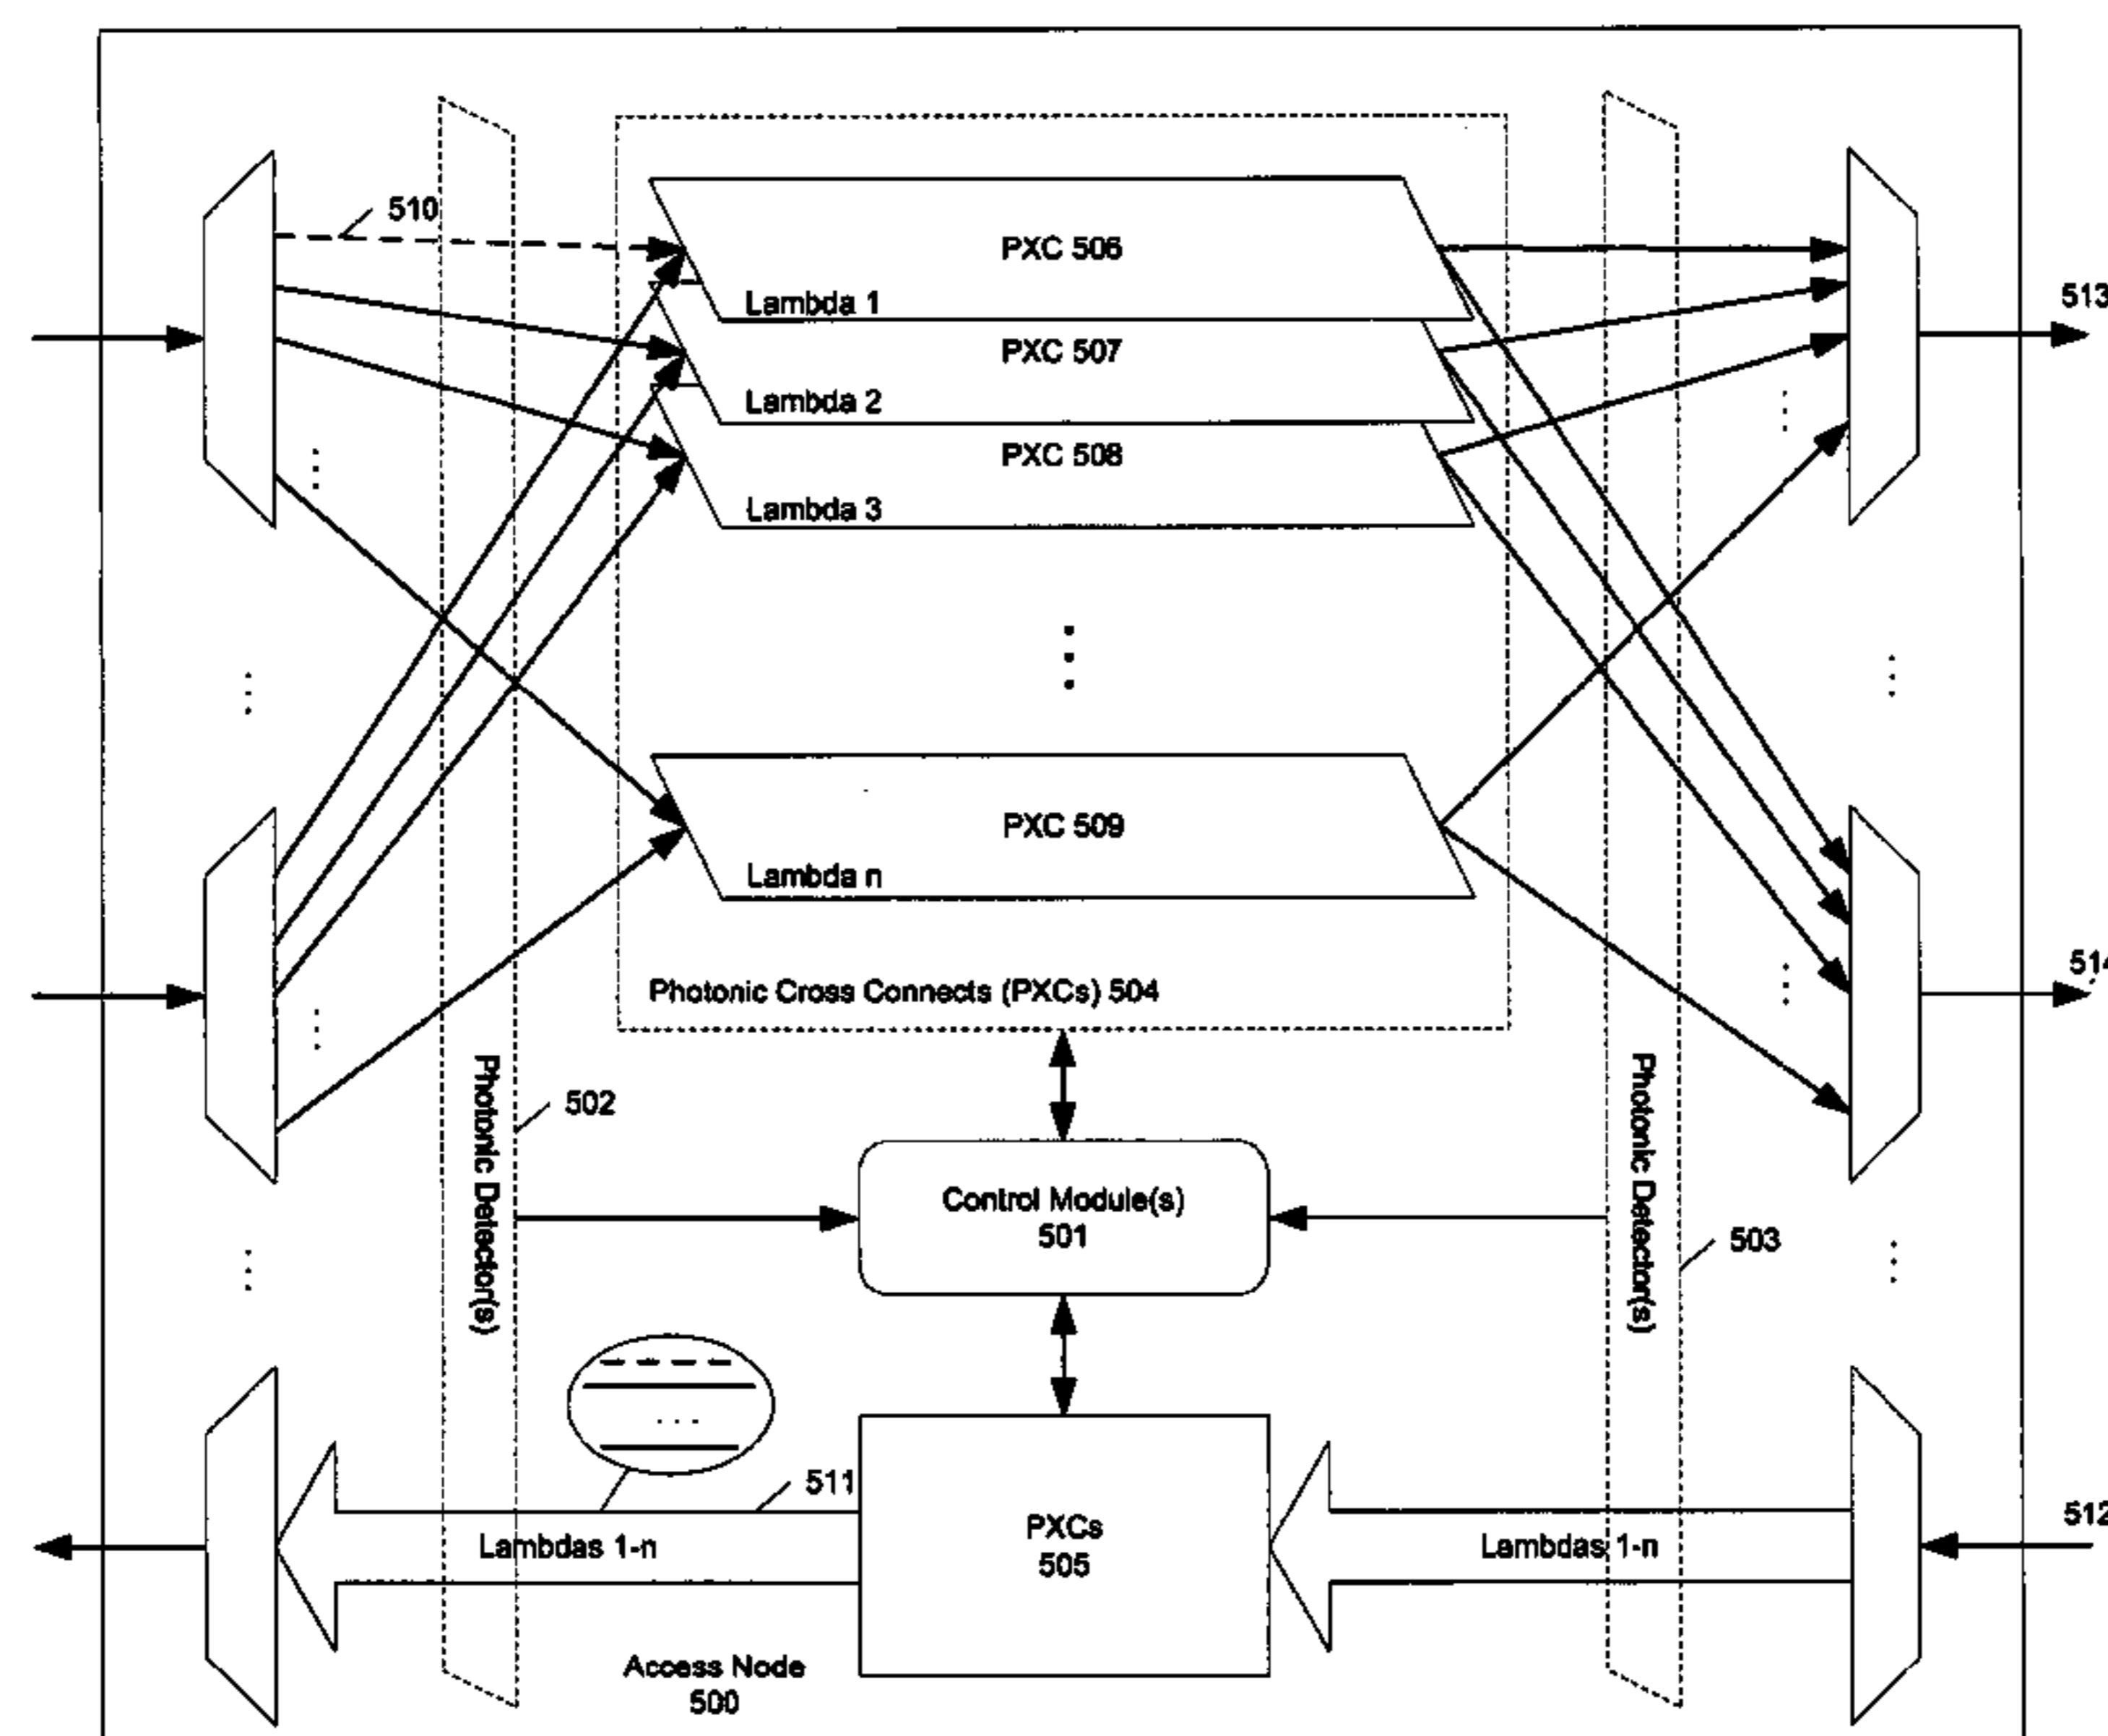 510
PXC 506
Lambda 1
513
PXC 507
Lambda 2
PXC 508
Lambda 3
PXC 509
Lambda n
Photonic Cross Connects (PXCs) 504
514
Photonic Detector(s)
502
Control Module(s)
501
Photonic Detector(s)
503
511
Lambdas 1-n
PXCs
505
Lambdas 1-n
512
Access Node
500